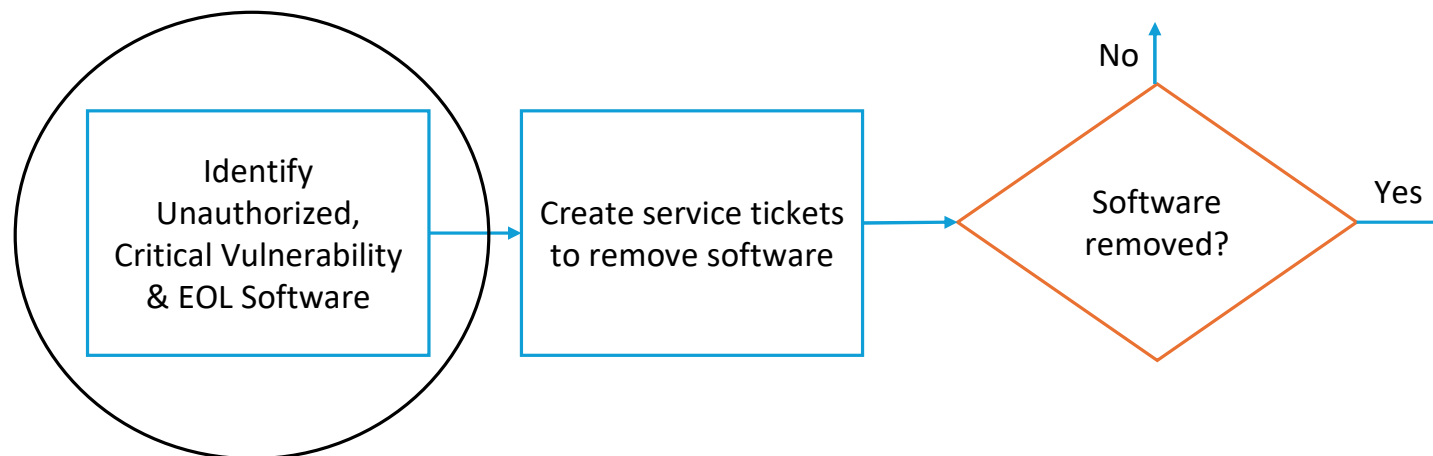 Identify
Unauthorized,
Critical Vulnerability
& EOL Software
Create service tickets
to remove software
Software
removed?
No
Yes